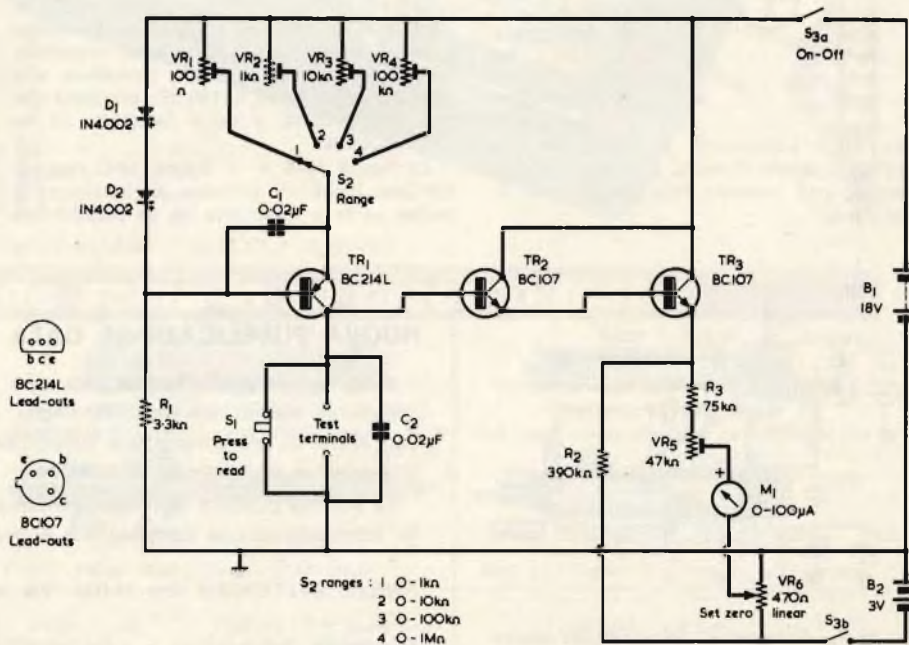 VR1
100
Ω
VR2
1kΩ
VR3
10kΩ
VR4
100
kΩ
S3a
On-Off
D1
IN4002
1
2
3
4
S2
Range
D2
IN4002
C1
0·02µF
TR1
BC214L
TR2
BC107
TR3
BC107
B1
18V
b c e
BC214L
Lead-outs
R1
3·3kΩ
S1
Press
to
read
Test
terminals
C2
0·02µF
R3
75kΩ
R2
390kΩ
VR5
47kΩ
+
M1
0-100µA
e
b
c
BC107
Lead-outs
S2 ranges : 1 0-1kΩ
2 0-10kΩ
3 0-100kΩ
4 0-1MΩ
VR6
470Ω
Set zero
linear
B2
3V
S3b